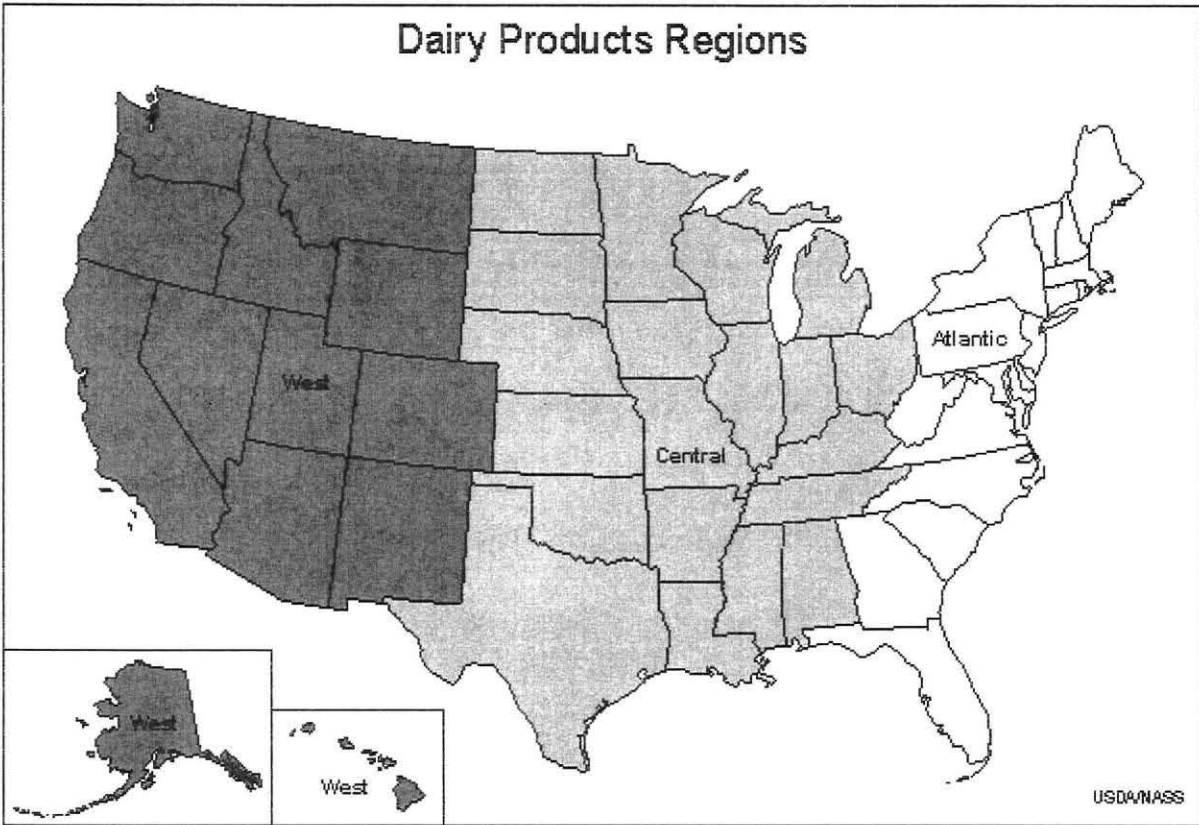 Dairy Products Regions
Atlantic
West
Central
West
West
USDA/NASS